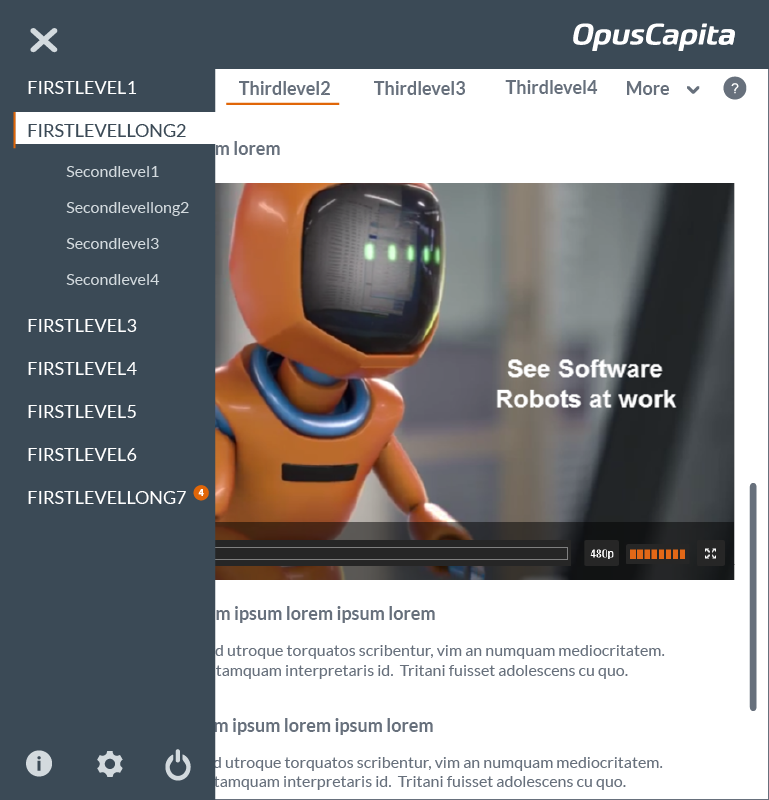 OpusCapita
FIRSTLEVEL1
FIRSTLEVELLONG2
Secondlevel1
Secondlevellong2
Secondlevel3
Secondlevel4
FIRSTLEVEL3
FIRSTLEVEL4
FIRSTLEVEL5
FIRSTLEVEL6
FIRSTLEVELLONG7 4
Thirdlevel2 Thirdlevel3 Thirdlevel4 More ?
m lorem
See Software
Robots at work
480p
m ipsum lorem ipsum lorem
d utroque torquatos scribentur, vim an numquam mediocritatem.
tamquam interpretaris id. Tritani fuisset adolescens cu quo.
m ipsum lorem ipsum lorem
d utroque torquatos scribentur, vim an numquam mediocritatem.
tamquam interpretaris id. Tritani fuisset adolescens cu quo.